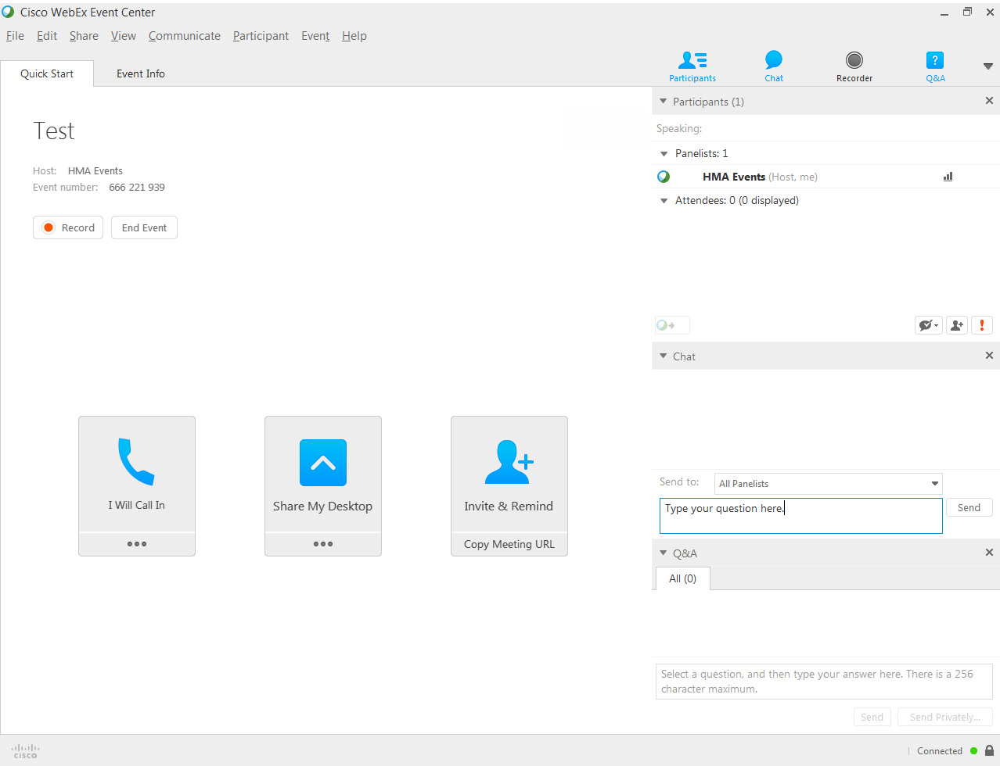 Cisco WebEx Event Center
File Edit Share View Communicate Participant Event Help
Quick Start Event Info
Participants Chat Recorder Q&A
Participants (1)
Speaking:
Panelists: 1
HMA Events (Host, me)
Attendees: 0 (0 displayed)
Test
Host: HMA Events
Event number: 666 221 939
Record End Event
I Will Call In
Share My Desktop
Invite & Remind
Copy Meeting URL
Chat
Send to: All Panelists
Type your question here.
Send
Q&A
All (0)
Select a question, and then type your answer here. There is a 256
character maximum.
Send Send Privately...
CISCO
Connected